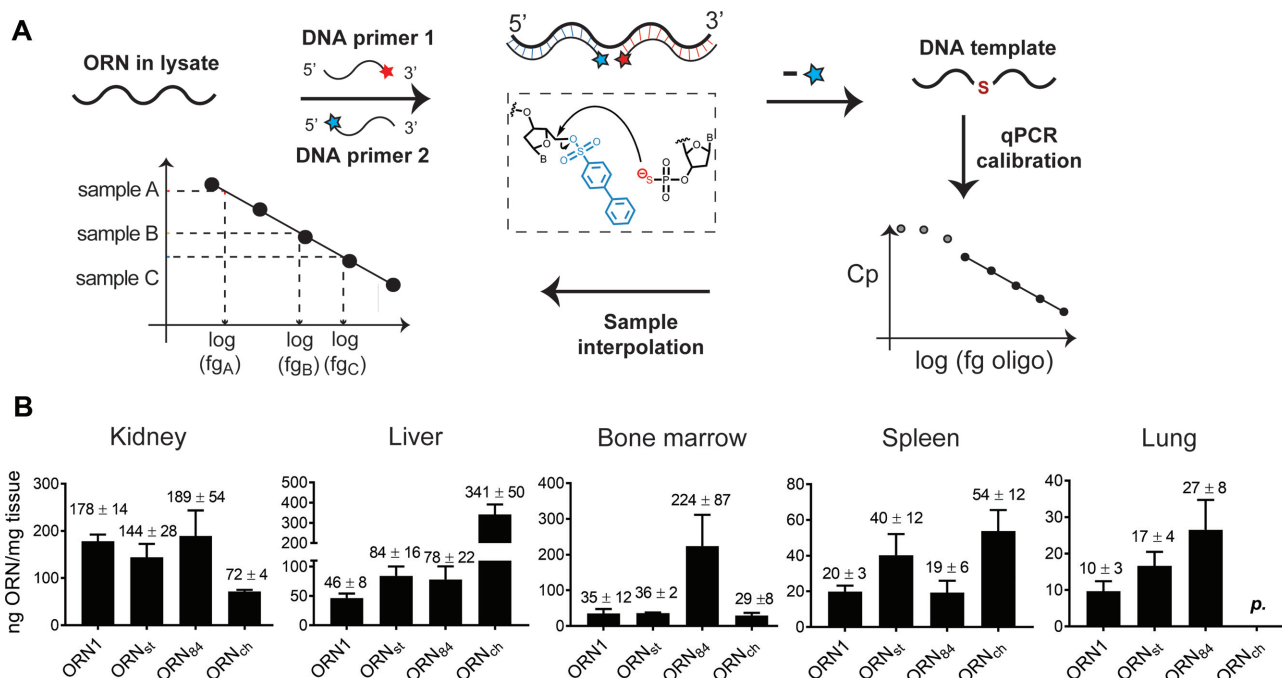 A
ORN in lysate
DNA primer 1
5’ 3’
5’ 3’
DNA primer 2
5’ 3’
O
O
B
O
S
O
O
⊖
S
P
O
O
O
O
B
DNA template
S
qPCR
calibration
sample A
sample B
sample C
log log log
(fgA) (fgB) (fgC)
Sample
interpolation
Cp
log (fg oligo)
B
Kidney
ng ORN/mg tissue
300
200
100
0
178 ± 14
144 ± 28
189 ± 54
72 ± 4
ORN1
ORNst
ORN84
ORNch
Liver
500
400
300
200
100
50
0
46 ± 8
84 ± 16
78 ± 22
341 ± 50
ORN1
ORNst
ORN84
ORNch
Bone marrow
400
300
200
100
0
35 ± 12
36 ± 2
224 ± 87
29 ±8
ORN1
ORNst
ORN84
ORNch
Spleen
80
60
40
20
0
20 ± 3
40 ± 12
19 ± 6
54 ± 12
ORN1
ORNst
ORN84
ORNch
Lung
40
30
20
10
0
10 ± 3
17 ± 4
27 ± 8
p.
ORN1
ORNst
ORN84
ORNch